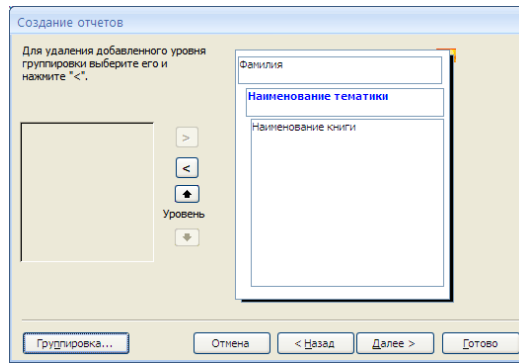 Создание отчетов
Для удаления добавленного уровня
группировки выберите его и
нажмите "<".
Фамилия
Наименование тематики
Наименование книги
>
<
Уровень
Группировка...
Отмена
< Назад
Далее >
Готово